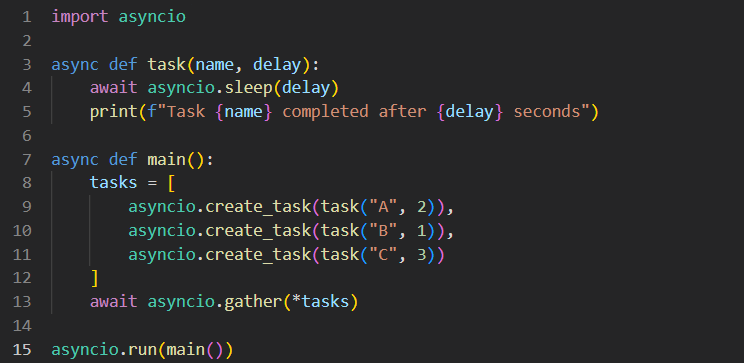 1 import asyncio
2
3 async def task(name, delay):
4     await asyncio.sleep(delay)
5     print(f"Task {name} completed after {delay} seconds")
6
7 async def main():
8     tasks = [
9         asyncio.create_task(task("A", 2)),
10         asyncio.create_task(task("B", 1)),
11         asyncio.create_task(task("C", 3))
12     ]
13     await asyncio.gather(*tasks)
14
15 asyncio.run(main())